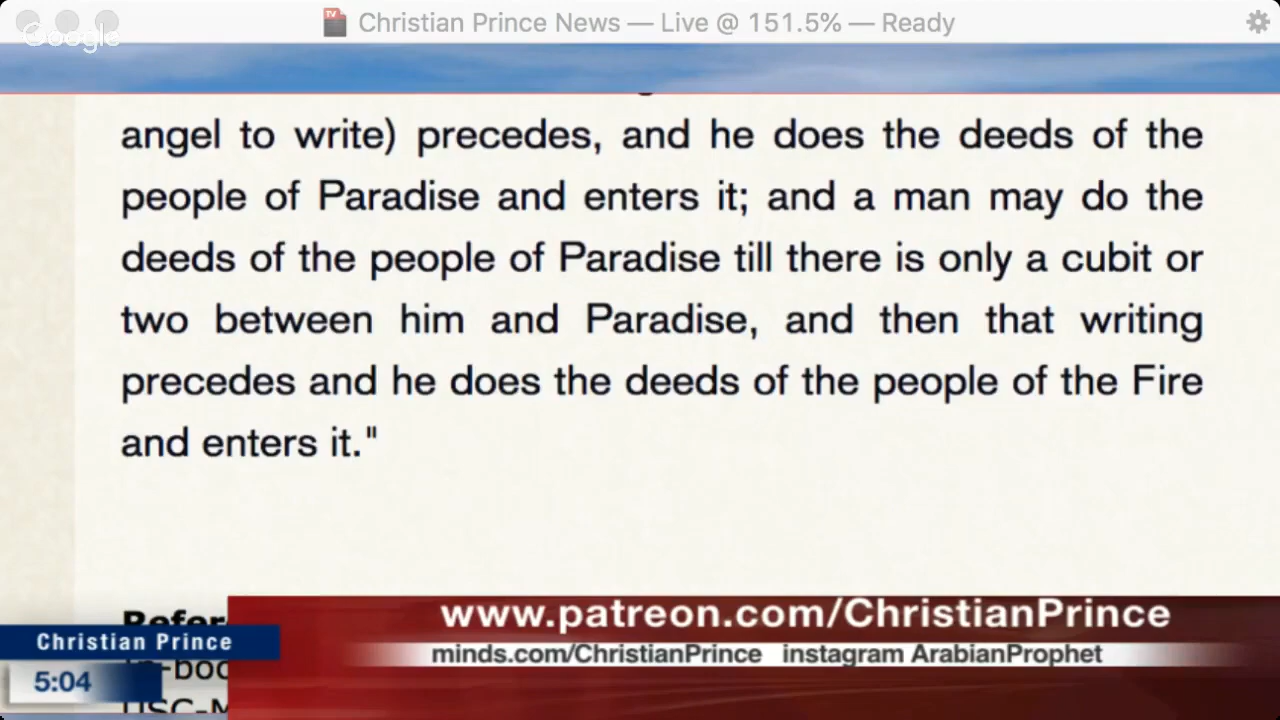 Christian Prince News — Live @ 151.5% — Ready
Google
angel to write) precedes, and he does the deeds of the
people of Paradise and enters it; and a man may do the
deeds of the people of Paradise till there is only a cubit or
two between him and Paradise, and then that writing
precedes and he does the deeds of the people of the Fire
and enters it."
www.patreon.com/ChristianPrince
Christian Prince
minds.com/ChristianPrince instagram ArabianProphet
5:04